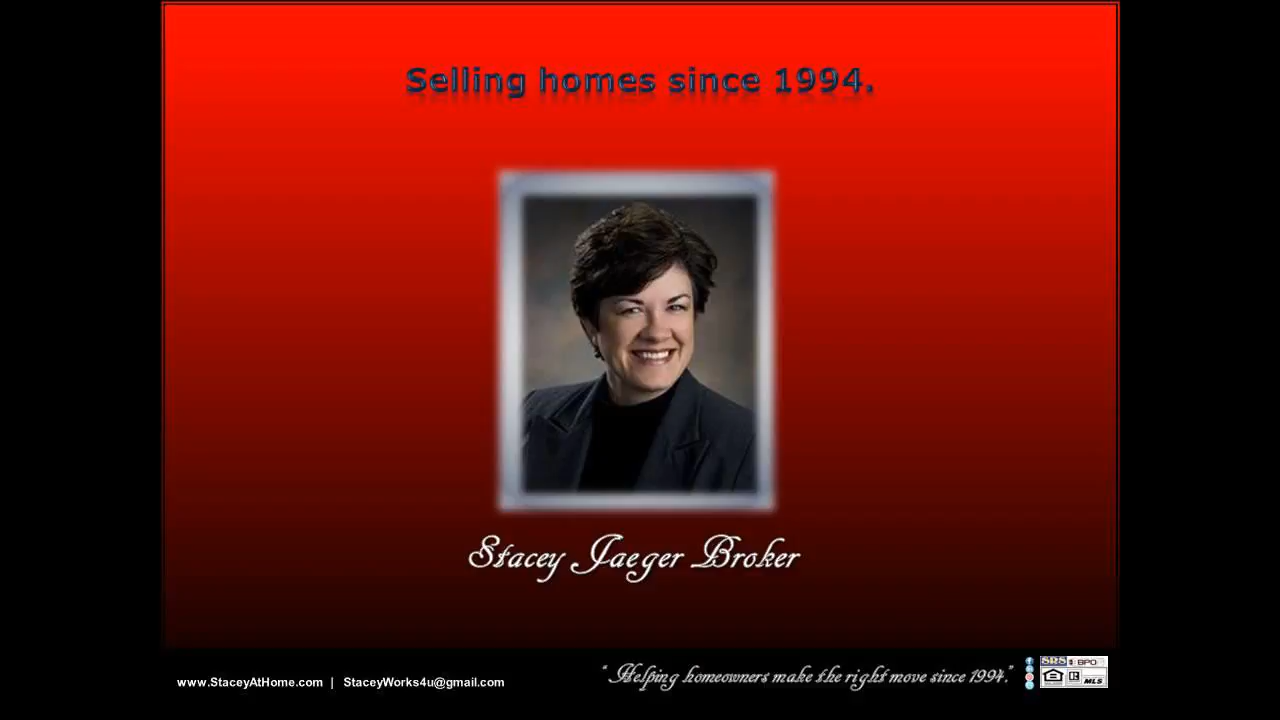 Selling homes since 1994.
Stacey Jaeger Broker
www.StaceyAtHome.com | StaceyWorks4u@gmail.com
"Helping homeowners make the right move since 1994."
SRS BPO
R MLS